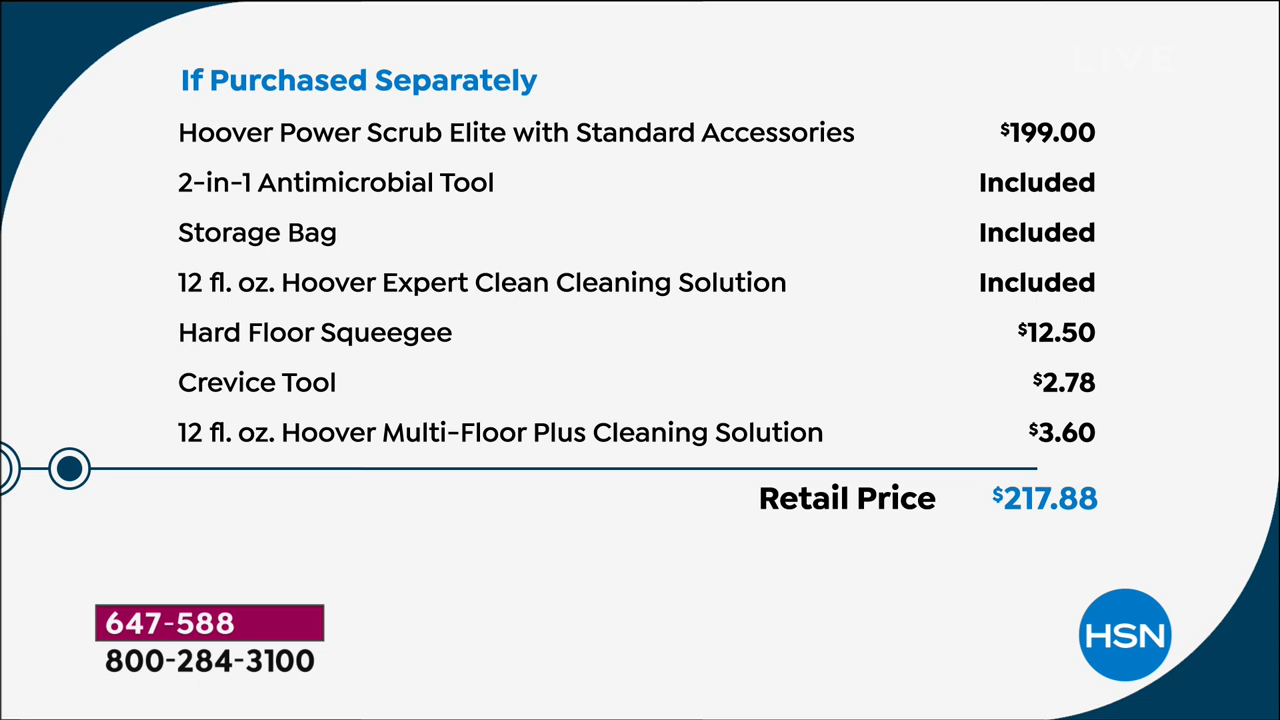 LIVE
If Purchased Separately
Hoover Power Scrub Elite with Standard Accessories $199.00
2-in-1 Antimicrobial Tool Included
Storage Bag Included
12 fl. oz. Hoover Expert Clean Cleaning Solution Included
Hard Floor Squeegee $12.50
Crevice Tool $2.78
12 fl. oz. Hoover Multi-Floor Plus Cleaning Solution $3.60
Retail Price $217.88
647-588
800-284-3100
HSN